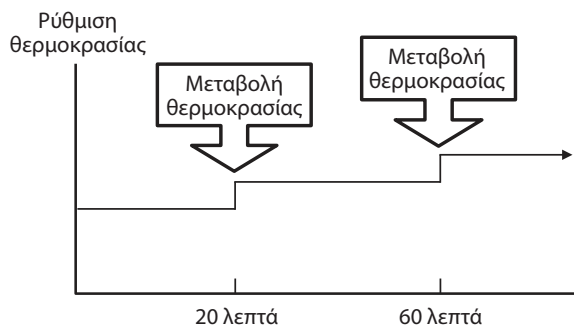 Ρύθμιση
θερμοκρασίας
Μεταβολή
θερμοκρασίας
Μεταβολή
θερμοκρασίας
20 λεπτά
60 λεπτά